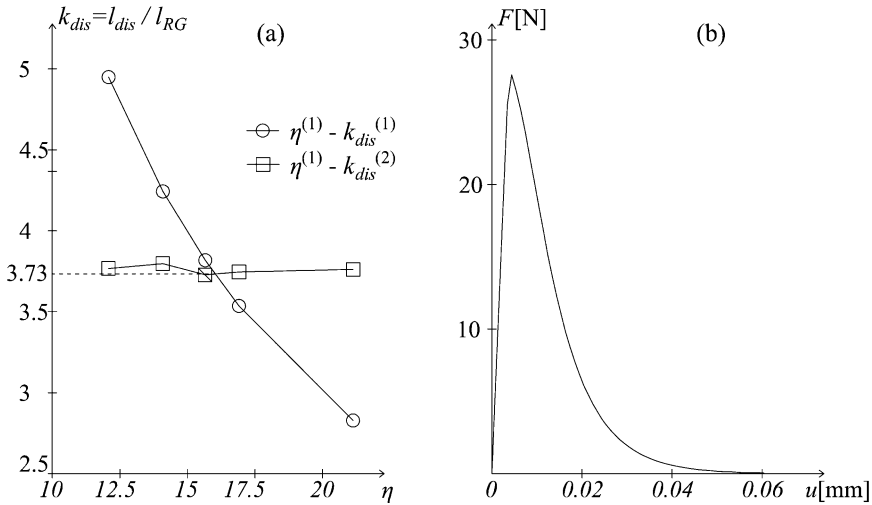 k_dis=l_dis / l_RG
(a)
5
4.5
4
3.73
3.5
3
2.5
10 12.5 15 17.5 20 η
η^(1) - k_dis^(1)
η^(1) - k_dis^(2)
F[N]
(b)
30
20
10
0 0.02 0.04 0.06 u[mm]